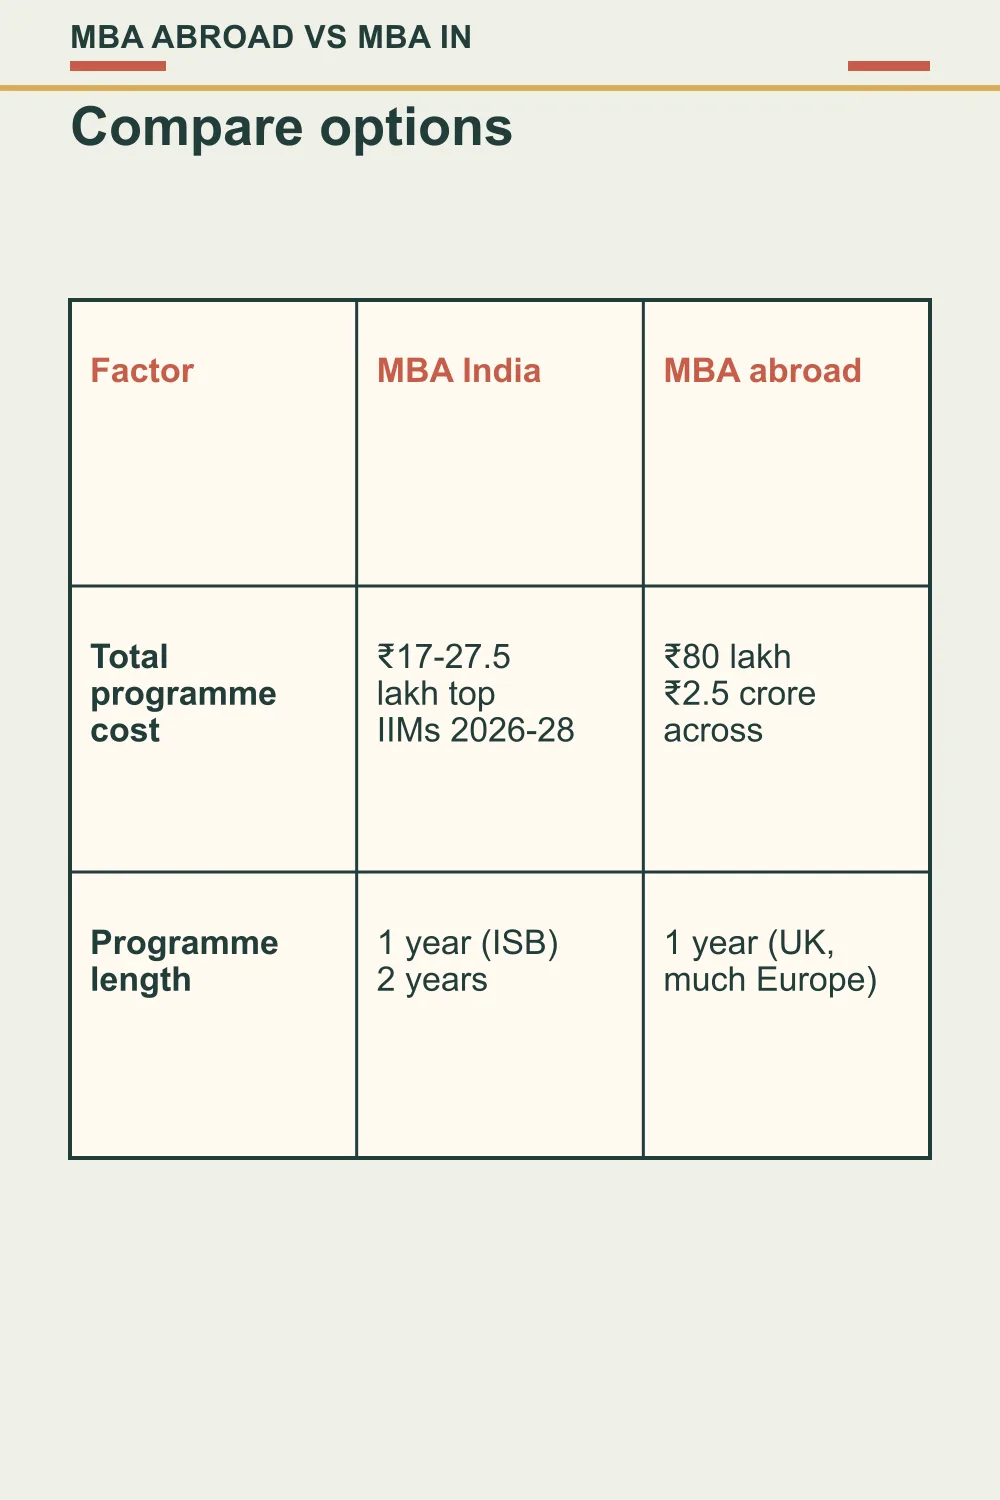 MBA ABROAD VS MBA IN
Compare options
Factor
MBA India
MBA abroad
Total
programme
cost
₹17-27.5
lakh top
IIMs 2026-28
₹80 lakh
₹2.5 crore
across
Programme
length
1 year (ISB)
2 years
1 year (UK,
much Europe)